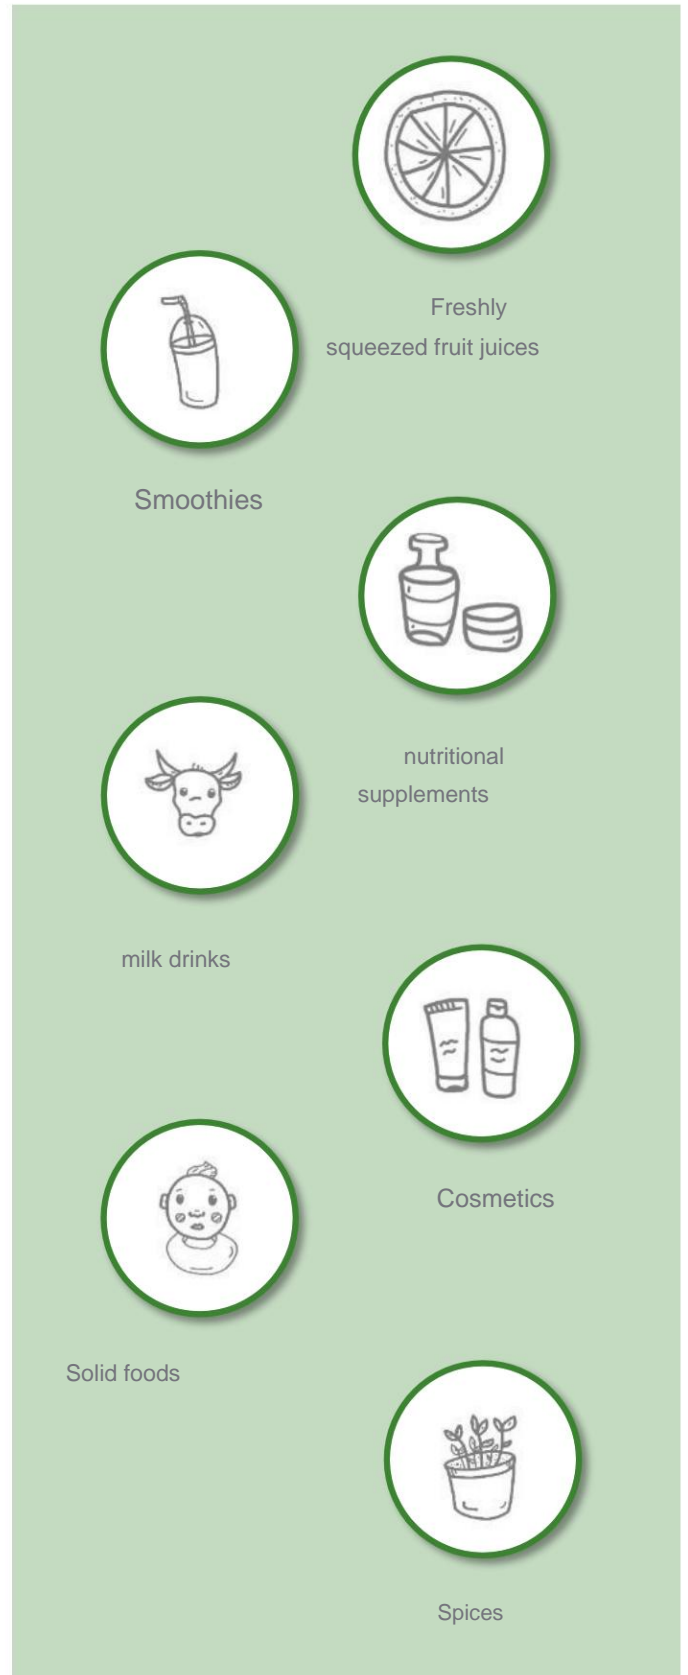 Freshly
squeezed fruit juices
Smoothies
nutritional
supplements
milk drinks
Cosmetics
Solid foods
Spices